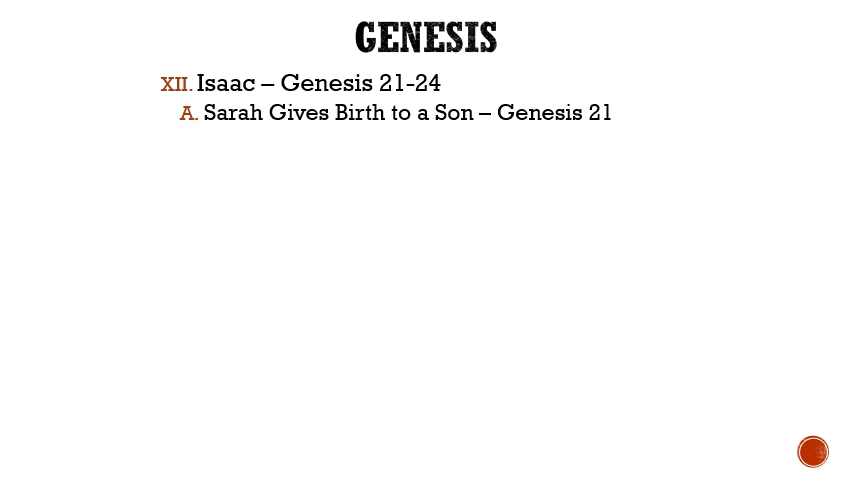 GENESIS
XII. Isaac – Genesis 21-24
A. Sarah Gives Birth to a Son – Genesis 21